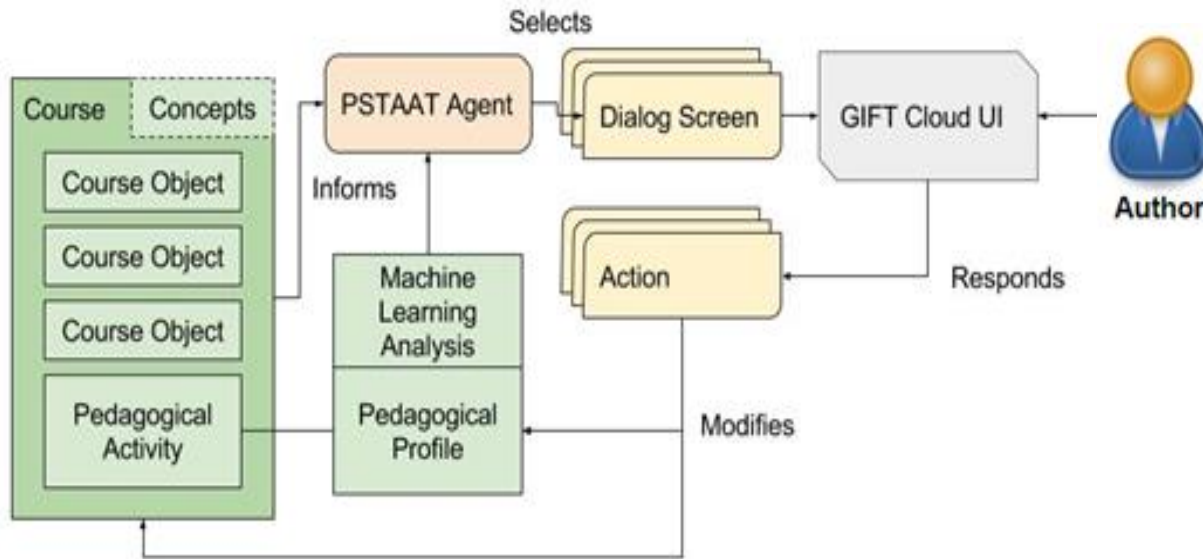 Selects
Course
Concepts
PSTAAT Agent
Dialog Screen
GIFT Cloud UI
Author
Course Object
Informs
Course Object
Course Object
Machine
Learning
Analysis
Action
Responds
Pedagogical
Activity
Pedagogical
Profile
Modifies